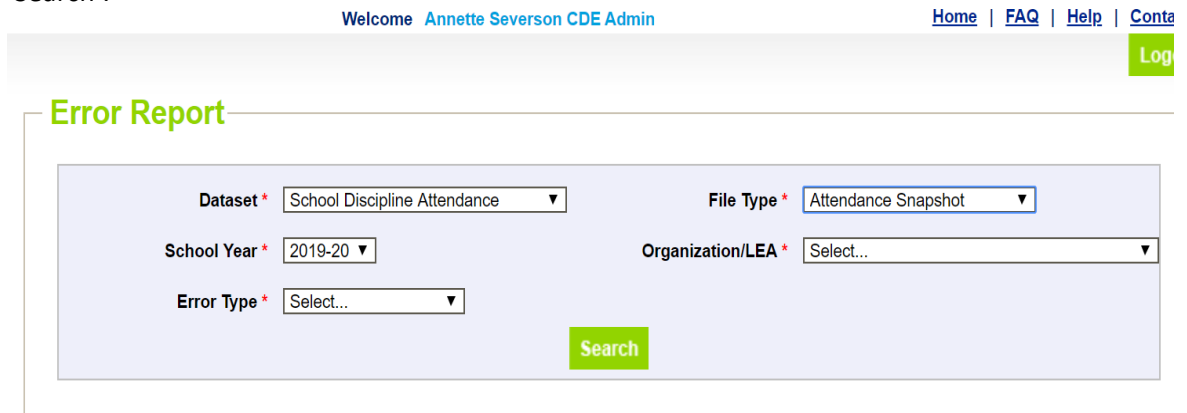 Welcome Annette Severson CDE Admin Home | FAQ | Help |
Error Report
Dataset * School Discipline Attendance File Type * Attendance Snapshot
School Year * 2019-20 Organization/LEA * Select...
Error Type * Select...
Search